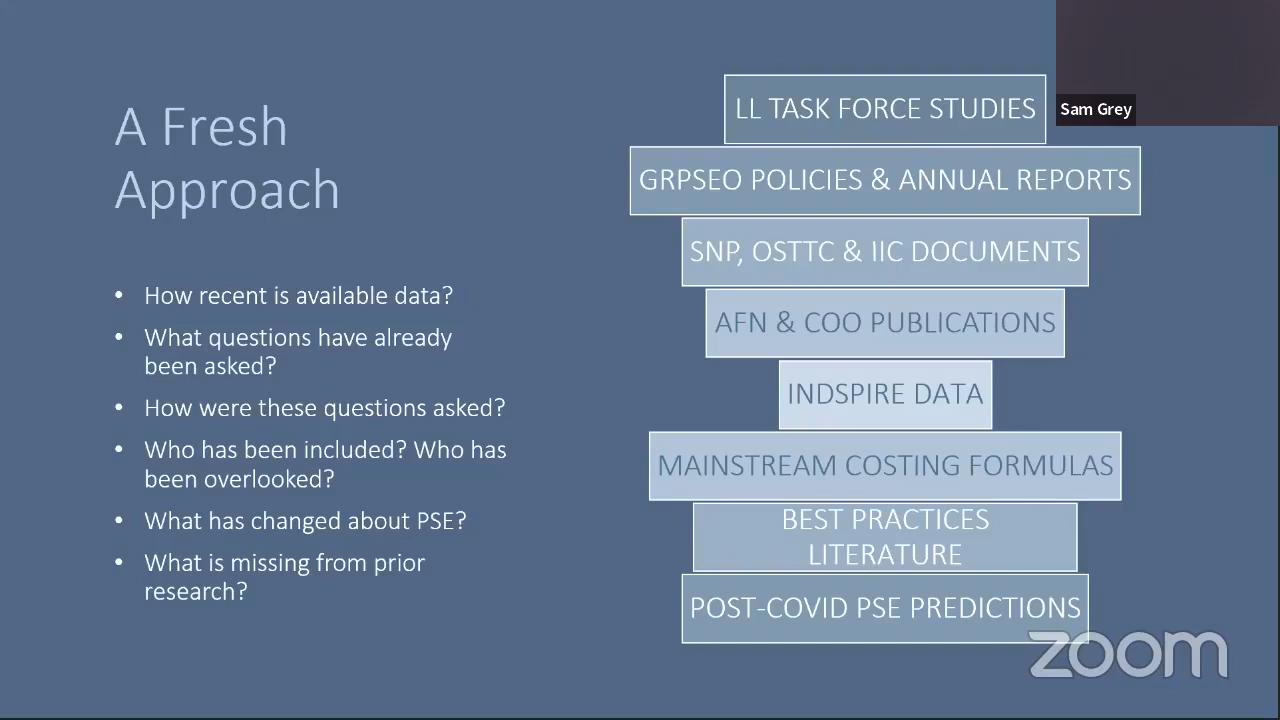 A Fresh
Approach
• How recent is available data?
• What questions have already
been asked?
• How were these questions asked?
• Who has been included? Who has
been overlooked?
• What has changed about PSE?
• What is missing from prior
research?
LL TASK FORCE STUDIES
GRPSEO POLICIES & ANNUAL REPORTS
SNP, OSTTC & IIC DOCUMENTS
AFN & COO PUBLICATIONS
INDSPIRE DATA
MAINSTREAM COSTING FORMULAS
BEST PRACTICES
LITERATURE
POST-COVID PSE PREDICTIONS
Sam Grey
zoom